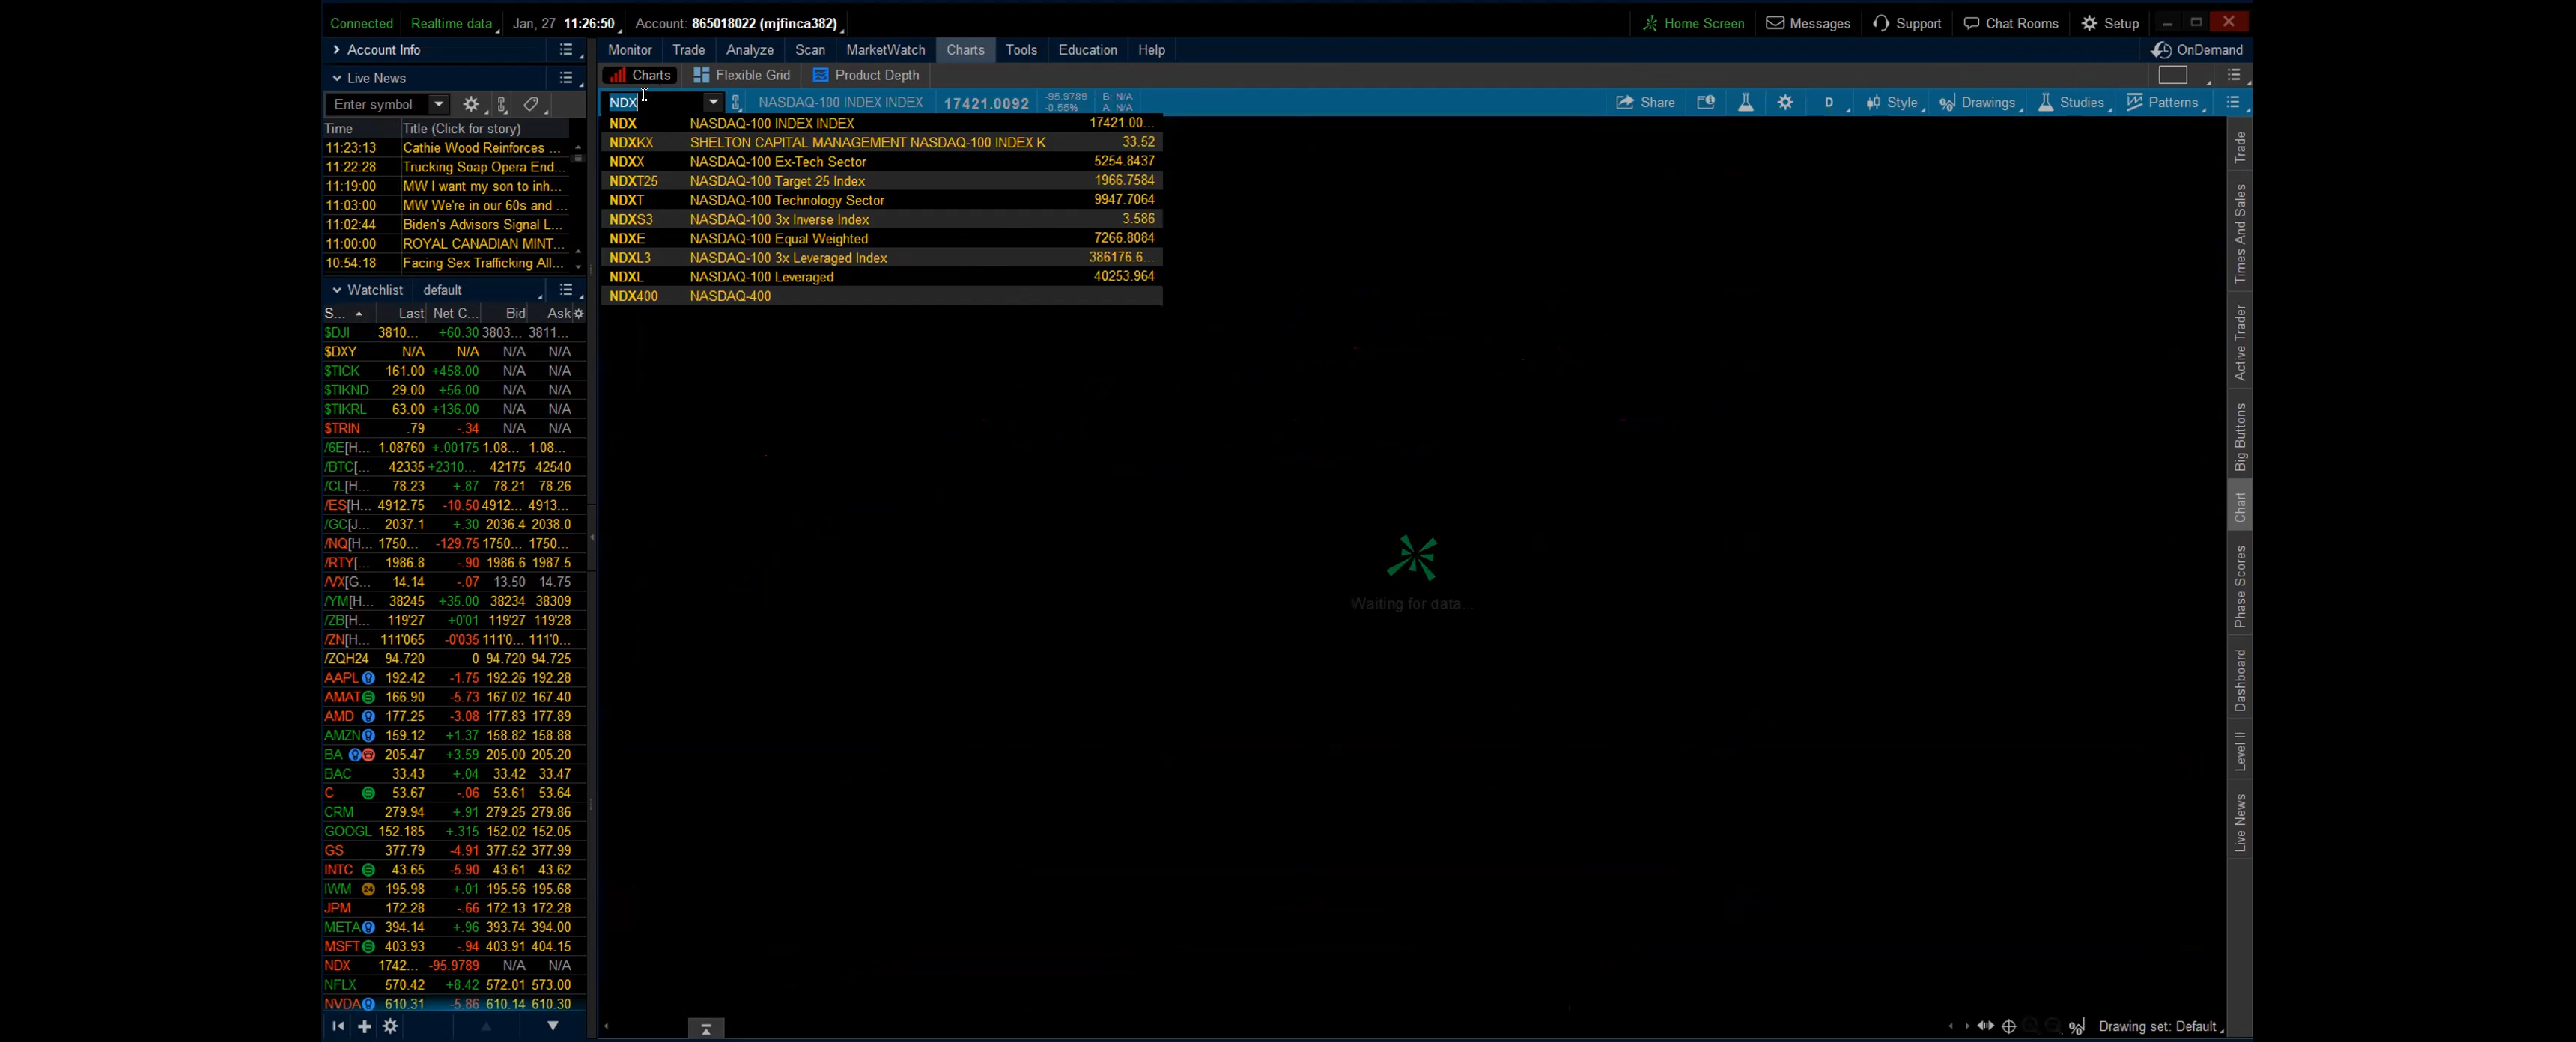 Connected Realtime data Jan, 27 11:26:50 Account: 865018022 (mjfinca382) Home Screen Messages Support Chat Rooms Setup
Account Info Monitor Trade Analyze Scan MarketWatch Charts Tools Education Help OnDemand
Live News Charts Flexible Grid Product Depth
Enter symbol NDX NASDAQ-100 INDEX INDEX 17421.0092 -95.9789 -0.55% B: N/A A: N/A Share D Style Drawings Studies Patterns
Time Title (Click for story)
11:23:13 Cathie Wood Reinforces ...
11:22:28 Trucking Soap Opera End...
11:19:00 MW I want my son to inh...
11:03:00 MW We're in our 60s and ...
11:02:44 Biden's Advisors Signal L...
11:00:00 ROYAL CANADIAN MINT...
10:54:18 Facing Sex Trafficking All...
NDX NASDAQ-100 INDEX INDEX 17421.00...
NDXKX SHELTON CAPITAL MANAGEMENT NASDAQ-100 INDEX K 33.52
NDXX NASDAQ-100 Ex-Tech Sector 5254.8437
NDXT25 NASDAQ-100 Target 25 Index 1966.7584
NDXT NASDAQ-100 Technology Sector 9947.7064
NDXS3 NASDAQ-100 3x Inverse Index 3.586
NDXE NASDAQ-100 Equal Weighted 7266.8084
NDXL3 NASDAQ-100 3x Leveraged Index 386176.6...
NDXL NASDAQ-100 Leveraged 40253.964
NDX400 NASDAQ-400
Watchlist default
S... Last Net C... Bid Ask
$DJI 3810... +60.30 3803... 3811...
$DXY N/A N/A N/A N/A
$TICK 161.00 +458.00 N/A N/A
$TIKND 29.00 +56.00 N/A N/A
$TIKRL 63.00 +136.00 N/A N/A
$TRIN .79 -.34 N/A N/A
/6E[H... 1.08760 +.00175 1.08... 1.08...
/BTC[... 42335 +2310... 42175 42540
/CL[H... 78.23 +.87 78.21 78.26
/ES[H... 4912.75 -10.50 4912... 4913...
/GC[J... 2037.1 +.30 2036.4 2038.0
/NQ[H... 1750... -129.75 1750... 1750...
/RTY[... 1986.8 -.90 1986.6 1987.5
/VX[G... 14.14 -.07 13.50 14.75
/YM[H... 38245 +35.00 38234 38309
/ZB[H... 119'27 +0'01 119'27 119'28
/ZN[H... 111'065 -0'035 111'0... 111'0...
/ZQH24 94.720 0 94.720 94.725
AAPL 192.42 -1.75 192.26 192.28
AMAT 166.90 -5.73 167.02 167.40
AMD 177.25 -3.08 177.83 177.89
AMZN 159.12 +1.37 158.82 158.88
BA 205.47 +3.59 205.00 205.20
BAC 33.43 +.04 33.42 33.47
C 53.67 -.06 53.61 53.64
CRM 279.94 +.91 279.25 279.86
GOOGL 152.185 +.315 152.02 152.05
GS 377.79 -4.91 377.52 377.99
INTC 43.65 -5.90 43.61 43.62
IWM 24 195.98 +.01 195.56 195.68
JPM 172.28 -.66 172.13 172.28
META 394.14 +.96 393.74 394.00
MSFT 403.93 -.94 403.91 404.15
NDX 1742... -95.9789 N/A N/A
NFLX 570.42 +8.42 572.01 573.00
NVDA 610.31 -5.86 610.14 610.30
Waiting for data...
Trade
Times And Sales
Active Trader
Big Buttons
Chart
Phase Scores
Dashboard
Level II
Live News
Drawing set: Default